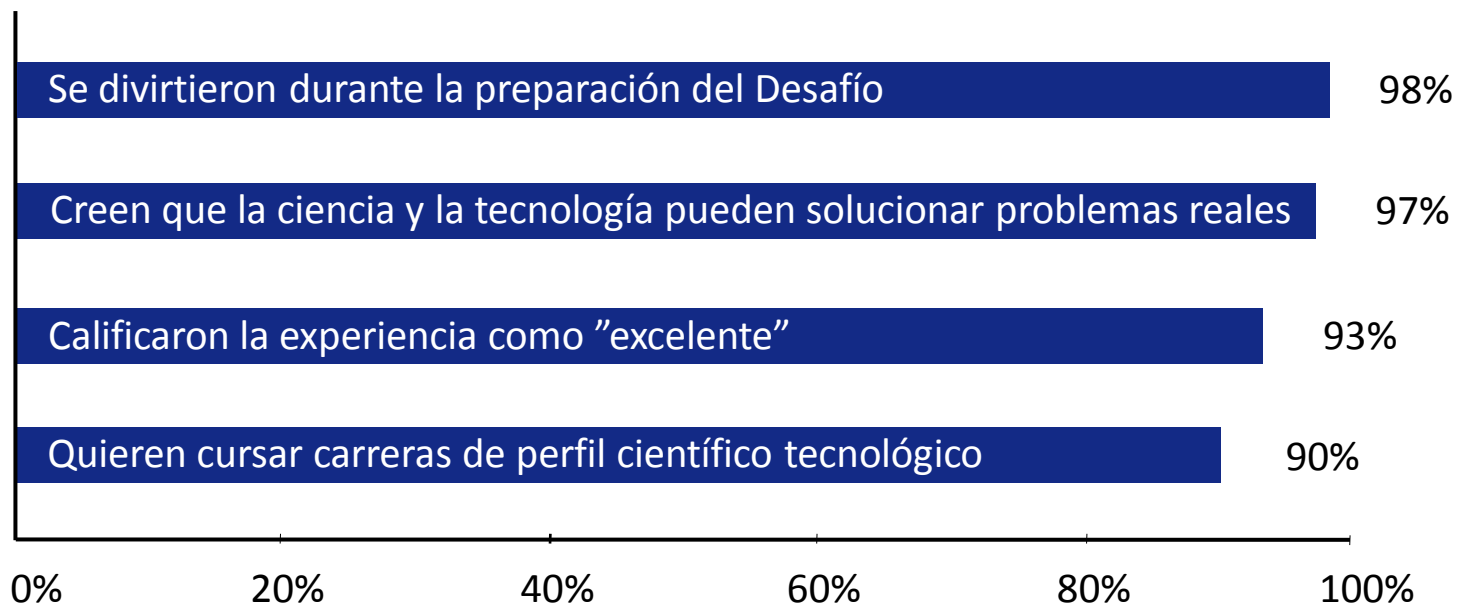 Se divirtieron durante la preparación del Desafío 98%
Creen que la ciencia y la tecnología pueden solucionar problemas reales 97%
Calificaron la experiencia como ”excelente” 93%
Quieren cursar carreras de perfil científico tecnológico 90%
0% 20% 40% 60% 80% 100%